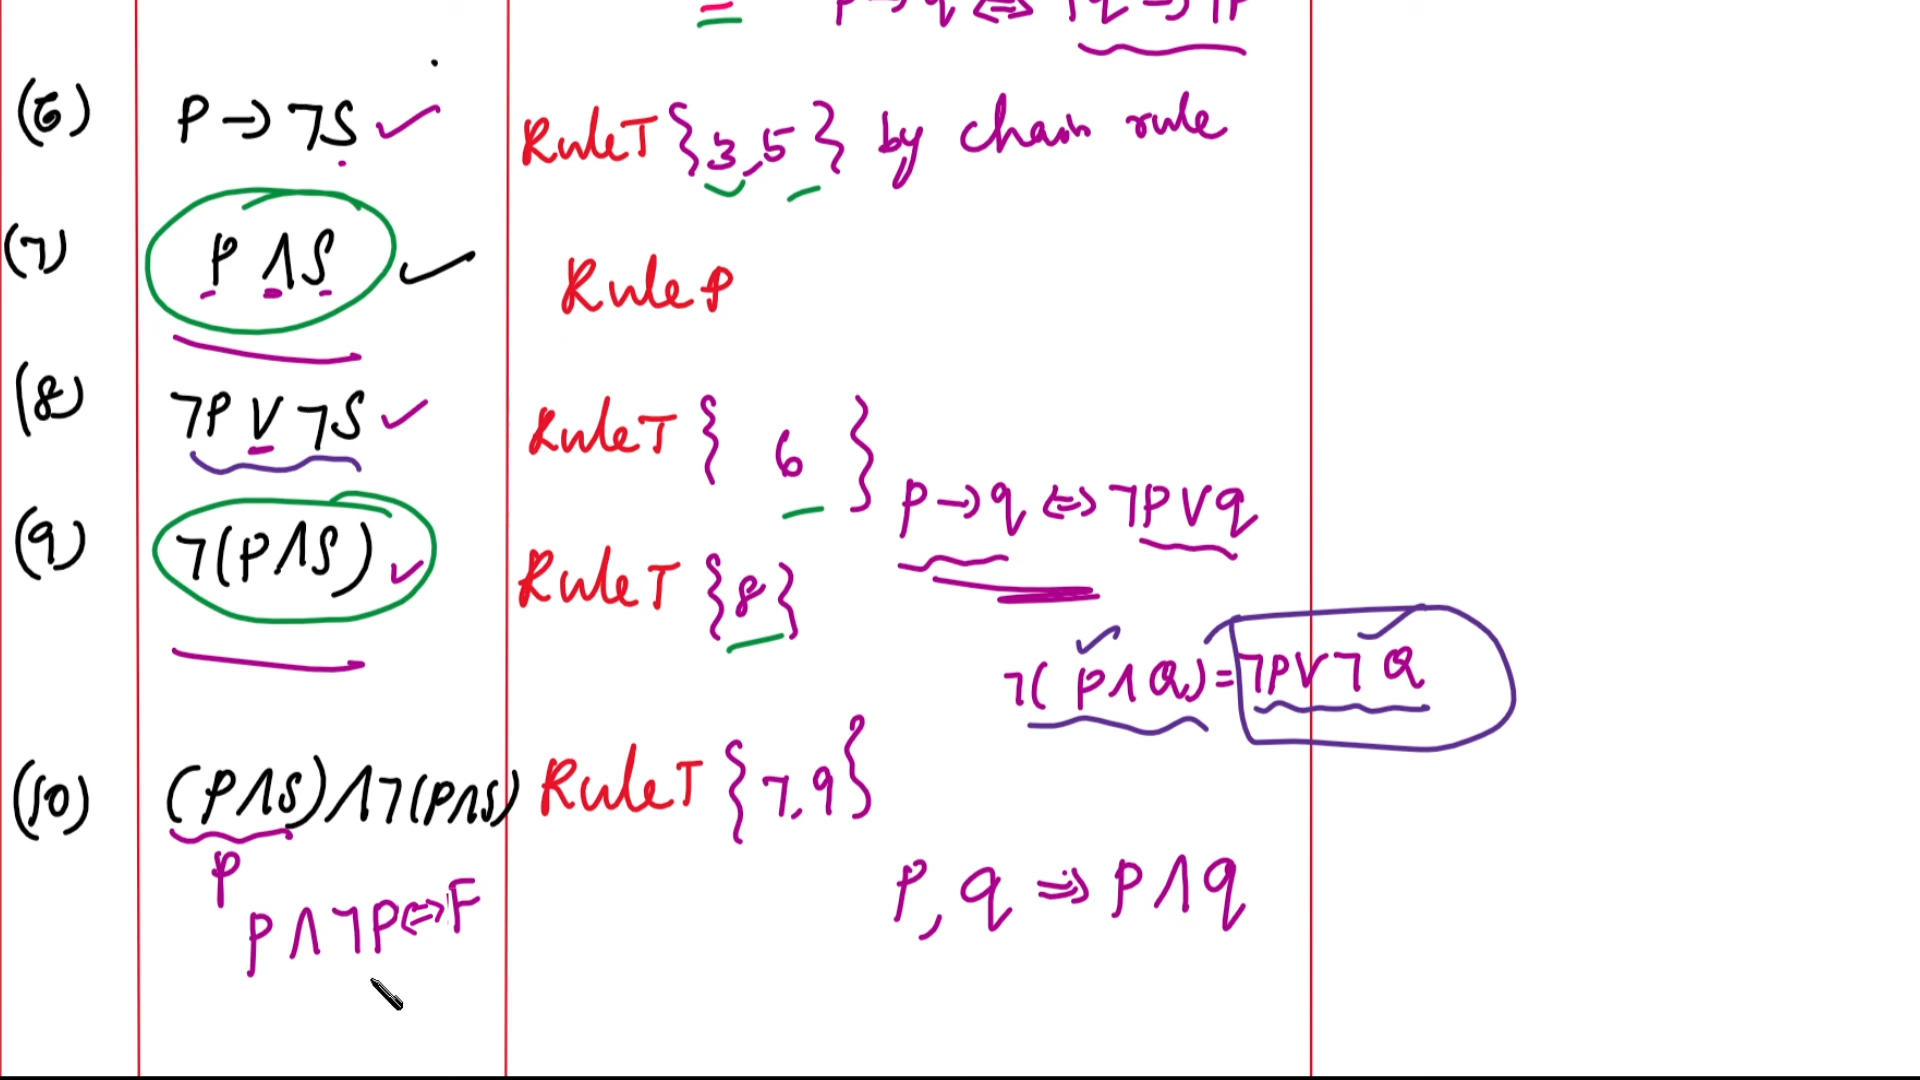 p → q ⇔ ¬q → ¬p
(6) P → ¬S Rule T {3,5} by chain rule
(7) P ∧ S Rule P
(8) ¬P ∨ ¬S Rule T { 6 }
p → q ⇔ ¬p ∨ q
(9) ¬(P ∧ S) Rule T {8}
¬(P ∧ Q) = ¬P ∨ ¬Q
(10) (P ∧ S) ∧ ¬(P ∧ S) Rule T {7,9}
P
P ∧ ¬P ⇔ F
P, q ⇒ P ∧ q